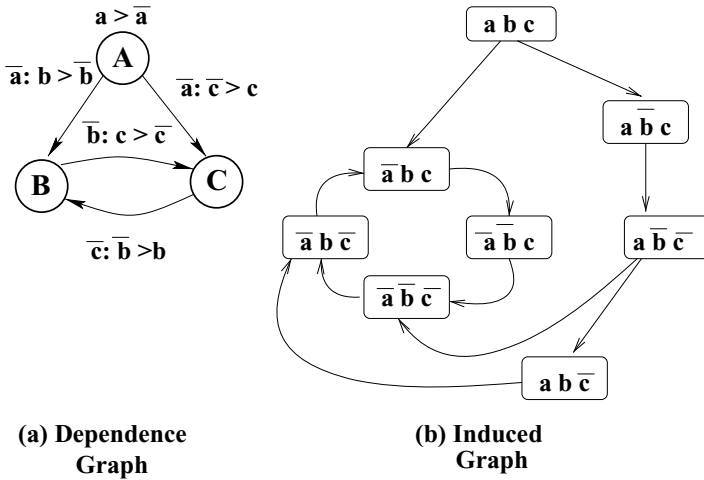 a > a̅
A
a̅: b > b̅
a̅: c̅ > c
b̅: c > c̅
B
C
c̅: b̅ >b
(a) Dependence
Graph
a b c
a b̅ c
a̅ b c
a̅ b c̅
a̅ b̅ c
a b̅ c̅
a̅ b̅ c̅
a b c̅
(b) Induced
Graph